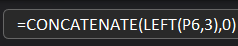 =CONCATENATE(LEFT(P6,3),0)